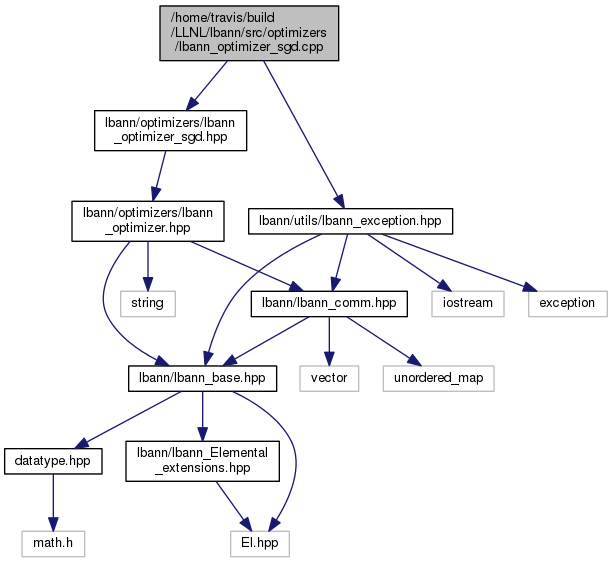 /home/travis/build
/LLNL/lbann/src/optimizers
/lbann_optimizer_sgd.cpp
lbann/optimizers/lbann
_optimizer_sgd.hpp
lbann/optimizers/lbann
_optimizer.hpp
lbann/utils/lbann_exception.hpp
string
lbann/lbann_comm.hpp
iostream
exception
lbann/lbann_base.hpp
vector
unordered_map
datatype.hpp
lbann/lbann_Elemental
_extensions.hpp
math.h
El.hpp